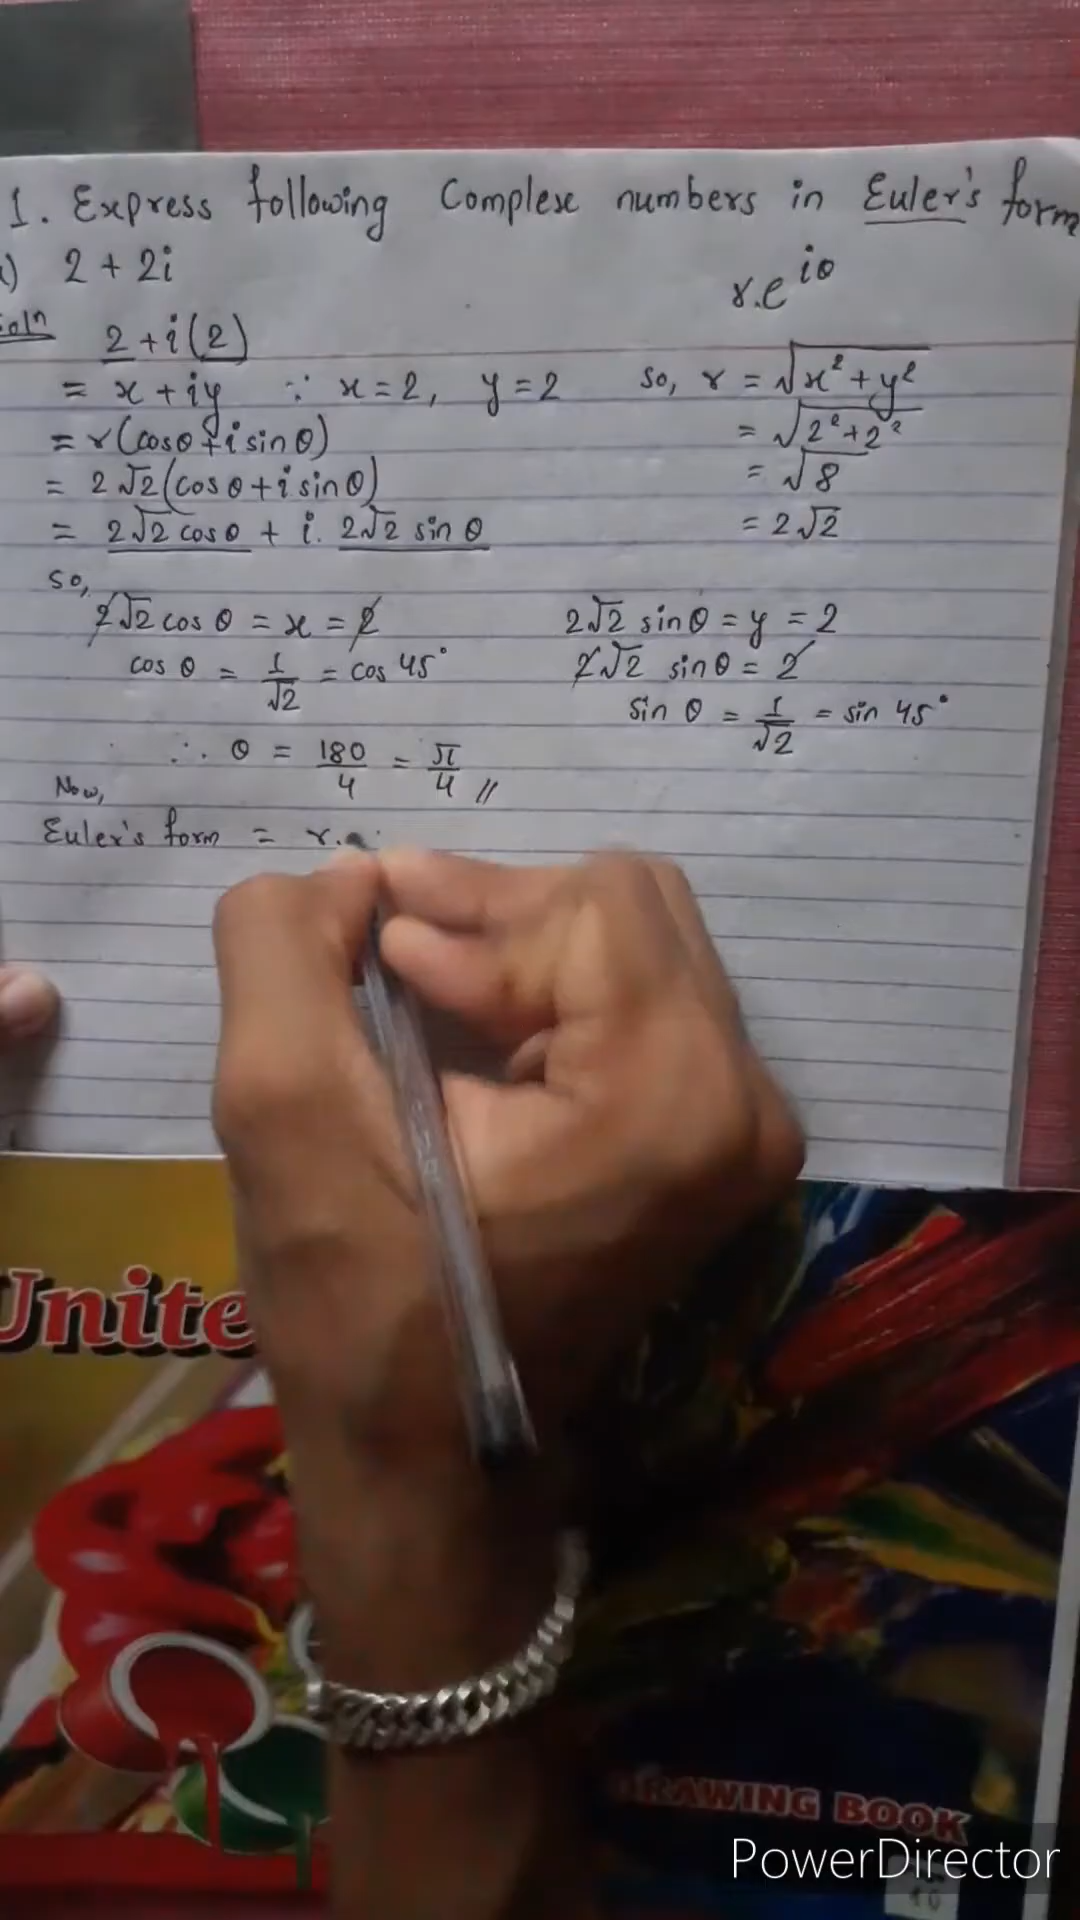 1. Express following Complex numbers in Euler's form
) 2 + 2i
r.e^{iθ}
Soln
2 + i(2)
= x + iy ∵ x = 2, y = 2 so, r = √(x² + y²)
= r(cosθ + i sinθ) = √(2² + 2²)
= 2√2(cosθ + i sinθ) = √8
= 2√2 cosθ + i. 2√2 sinθ = 2√2
so,
2√2 cosθ = x = 2 2√2 sinθ = y = 2
cosθ = 1/√2 = cos 45° 2√2 sinθ = 2
sinθ = 1/√2 = sin 45°
∴ θ = 180/4 = π/4 //
Now,
Euler's form = r.
Unite
DRAWING BOOK
PowerDirector